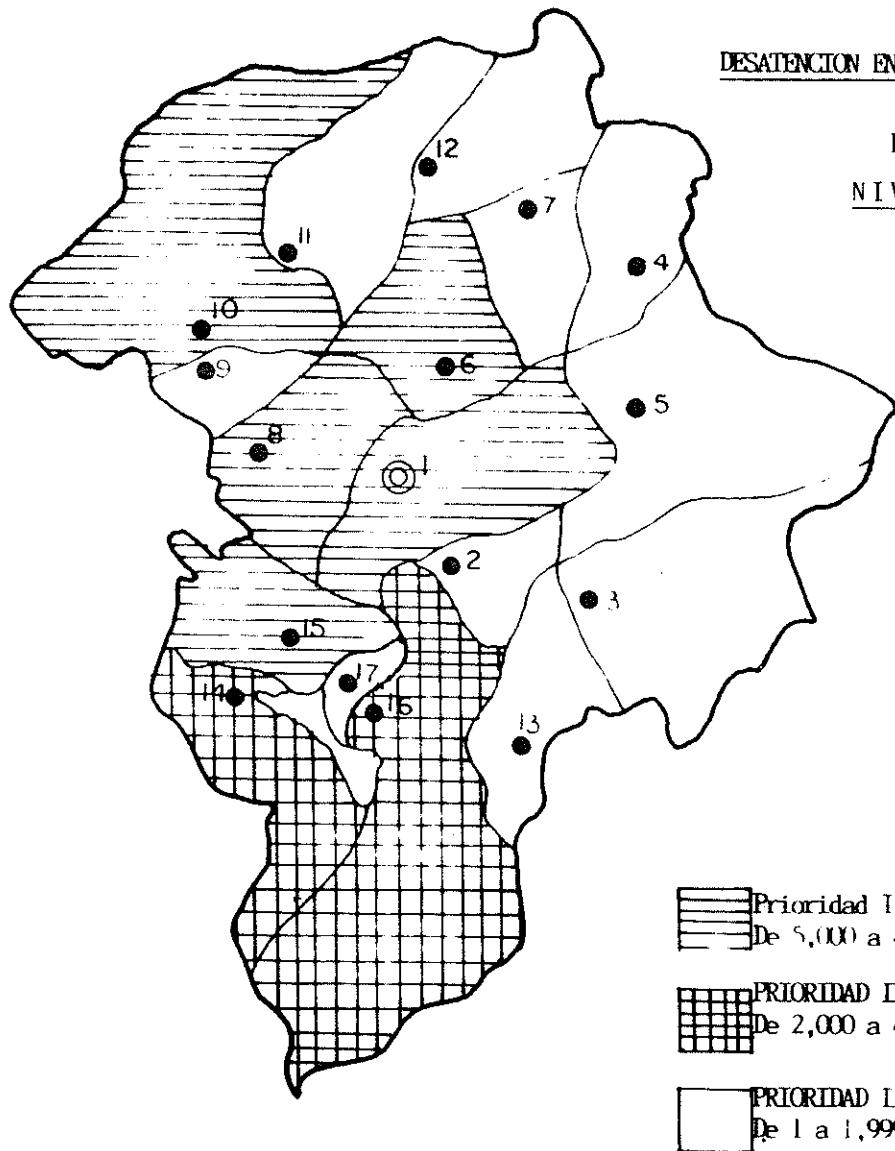 DESATENCION EN
12
7
11
4
10
6
9
5
8
1
2
3
15
17
14
16
13
Prioridad I
De 5,000 a
PRIORIDAD I
De 2,000 a
PRIORIDAD I
De 1 a 1,999